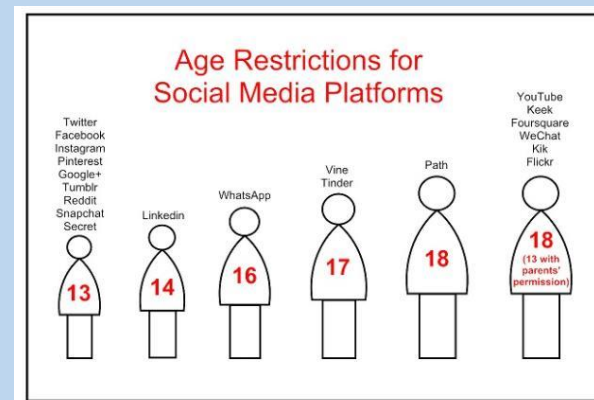 Age Restrictions for
Social Media Platforms
Twitter
Facebook
Instagram
Pinterest
Google+
Tumblr
Reddit
Snapchat
Secret
13
Linkedin
14
WhatsApp
16
Vine
Tinder
17
Path
18
YouTube
Keek
Foursquare
WeChat
Kik
Flickr
18
(13 with
parents'
permission)